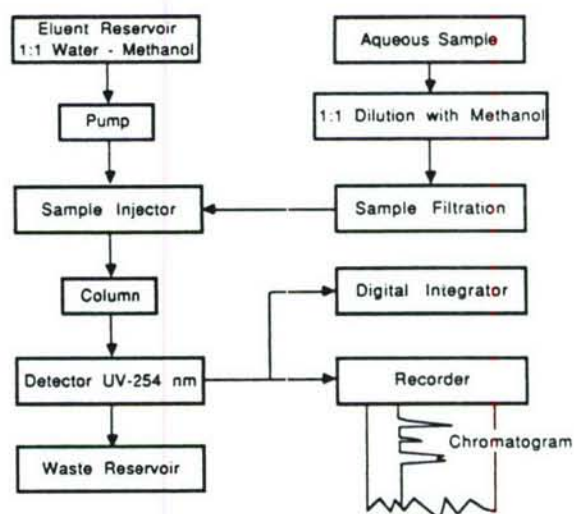 Eluent Reservoir
1:1 Water - Methanol
Pump
Sample Injector
Column
Detector UV-254 nm
Waste Reservoir
Aqueous Sample
1:1 Dilution with Methanol
Sample Filtration
Digital Integrator
Recorder
Chromatogram